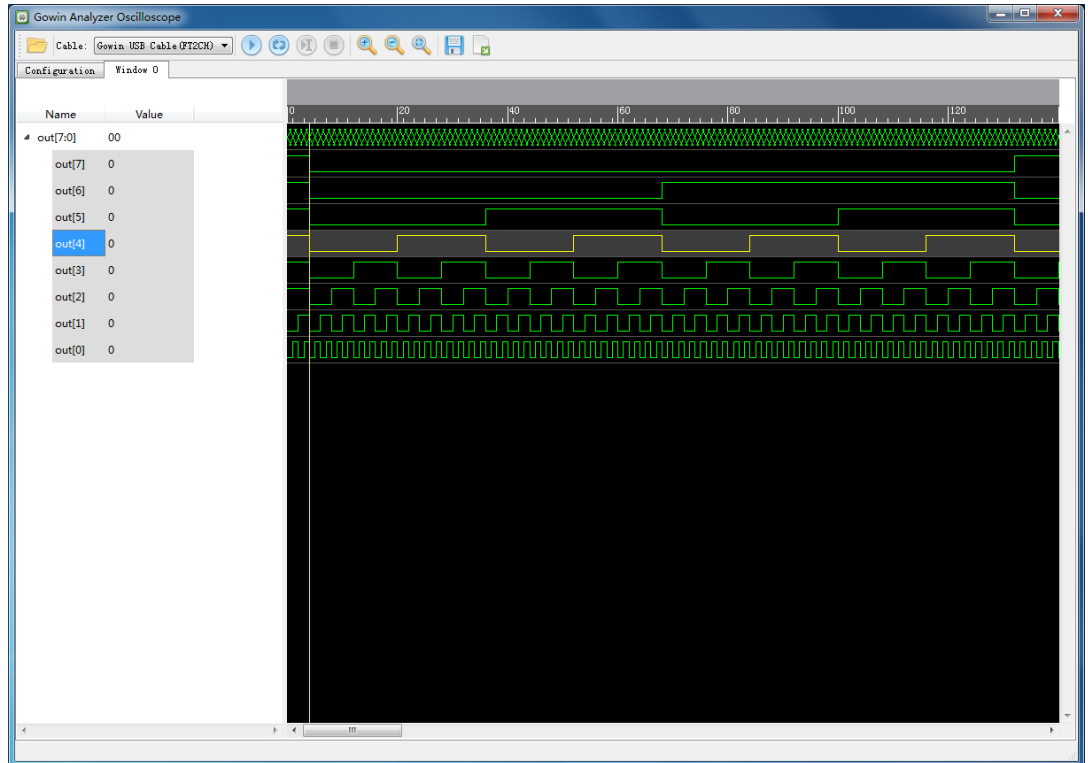 Gowin Analyzer Oscilloscope
Cable: Gowin USB Cable(FT2CH)
Configuration Window 0
Name Value
0 20 40 60 80 100 120
out[7:0] 00
out[7] 0
out[6] 0
out[5] 0
out[4] 0
out[3] 0
out[2] 0
out[1] 0
out[0] 0